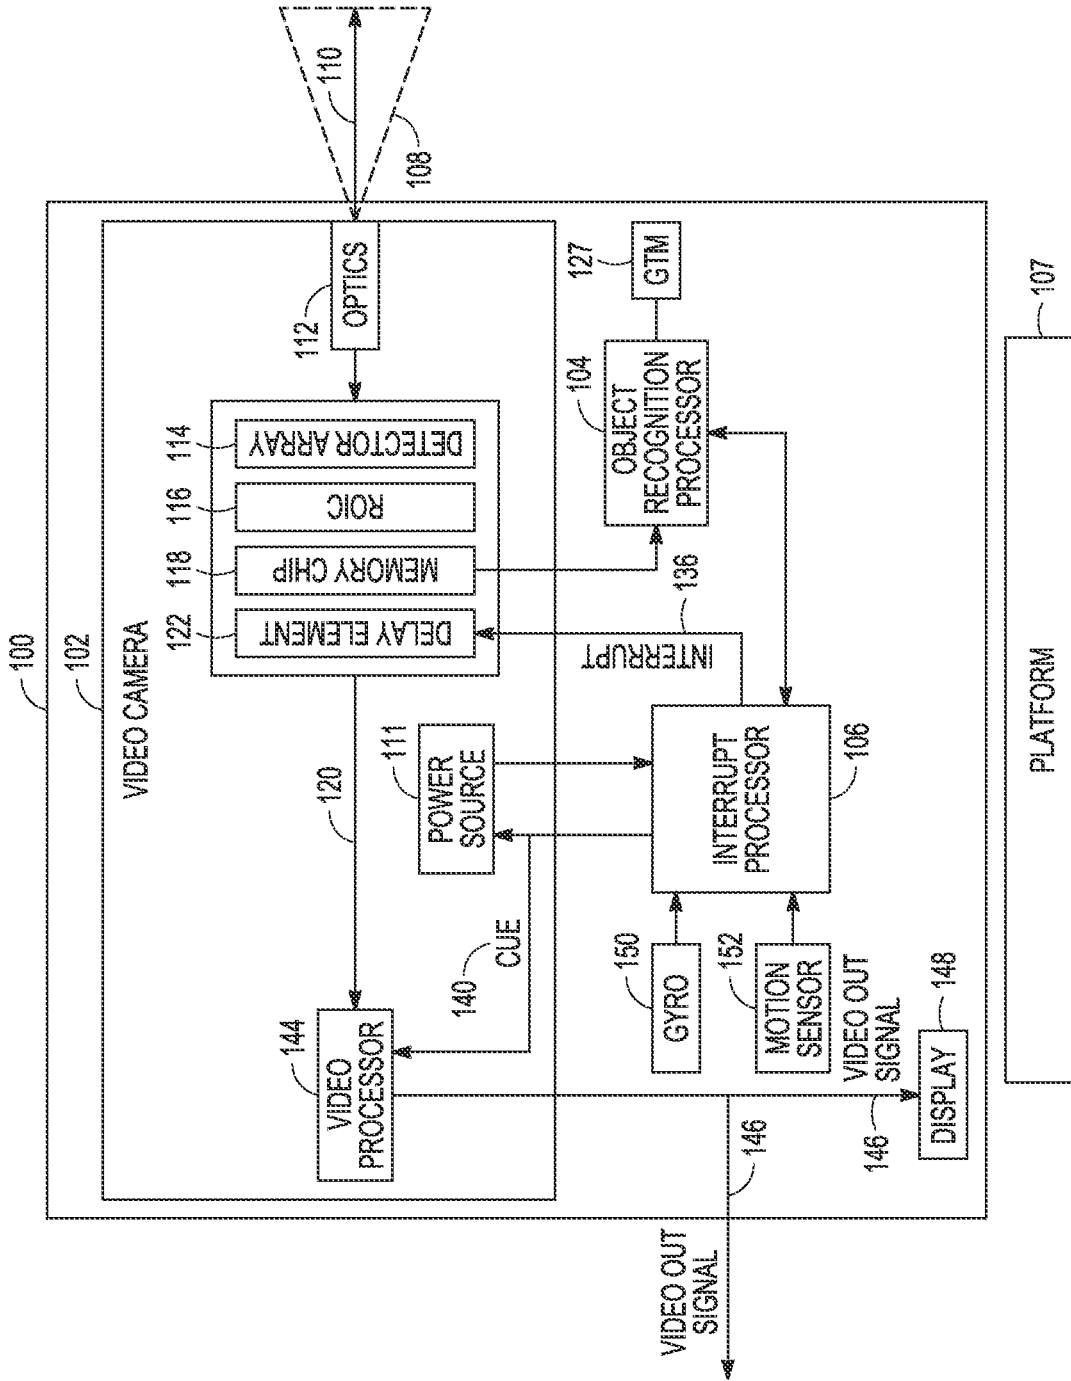 100
102
VIDEO CAMERA
144
VIDEO
PROCESSOR
120
122
118
116
114
DELAY ELEMENT
MEMORY CHIP
ROIC
DETECTOR ARRAY
112
OPTICS
110
108
140
CUE
111
POWER
SOURCE
INTERRUPT
136
104
OBJECT
RECOGNITION
PROCESSOR
127
GTM
150
GYRO
152
MOTION
SENSOR
INTERRUPT
PROCESSOR
106
VIDEO OUT
SIGNAL
146
VIDEO OUT
SIGNAL
146
DISPLAY
148
PLATFORM
107